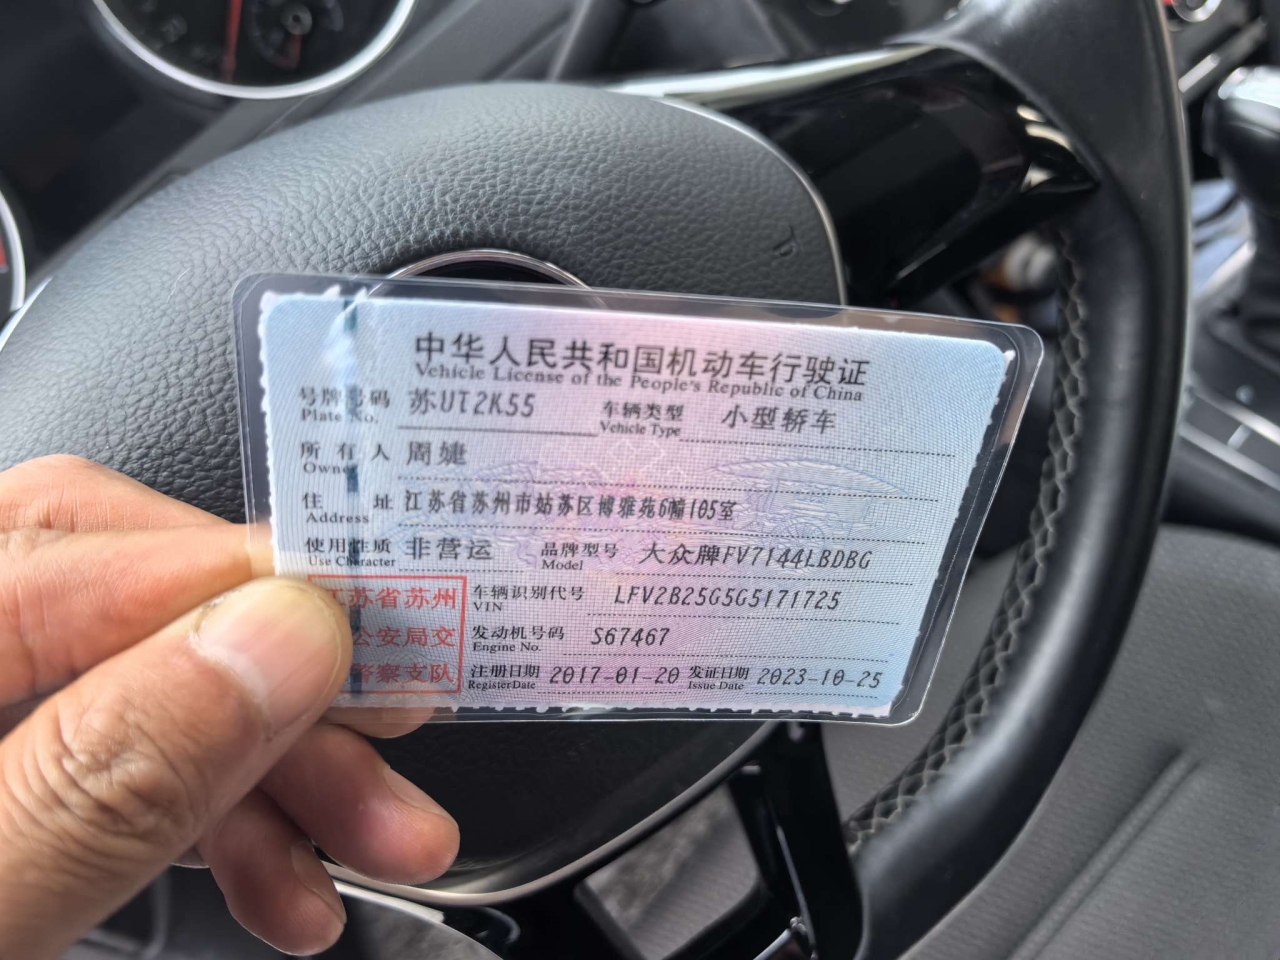 中华人民共和国机动车行驶证
Vehicle License of the People's Republic of China
号牌号码 苏UT2K55 车辆类型 小型轿车
Plate No. Vehicle Type
所有人 周婕
Owner
住址 江苏省苏州市姑苏区博雅苑6幢105室
Address
使用性质 非营运 品牌型号 大众牌FV7144LBDBG
Use Character Model
江苏省苏州 车辆识别代号 LFV2B25G5G5171725
VIN
公安局交 发动机号码 S67467
Engine No.
警察支队 注册日期 2017-01-20 发证日期 2023-10-25
Register Date Issue Date